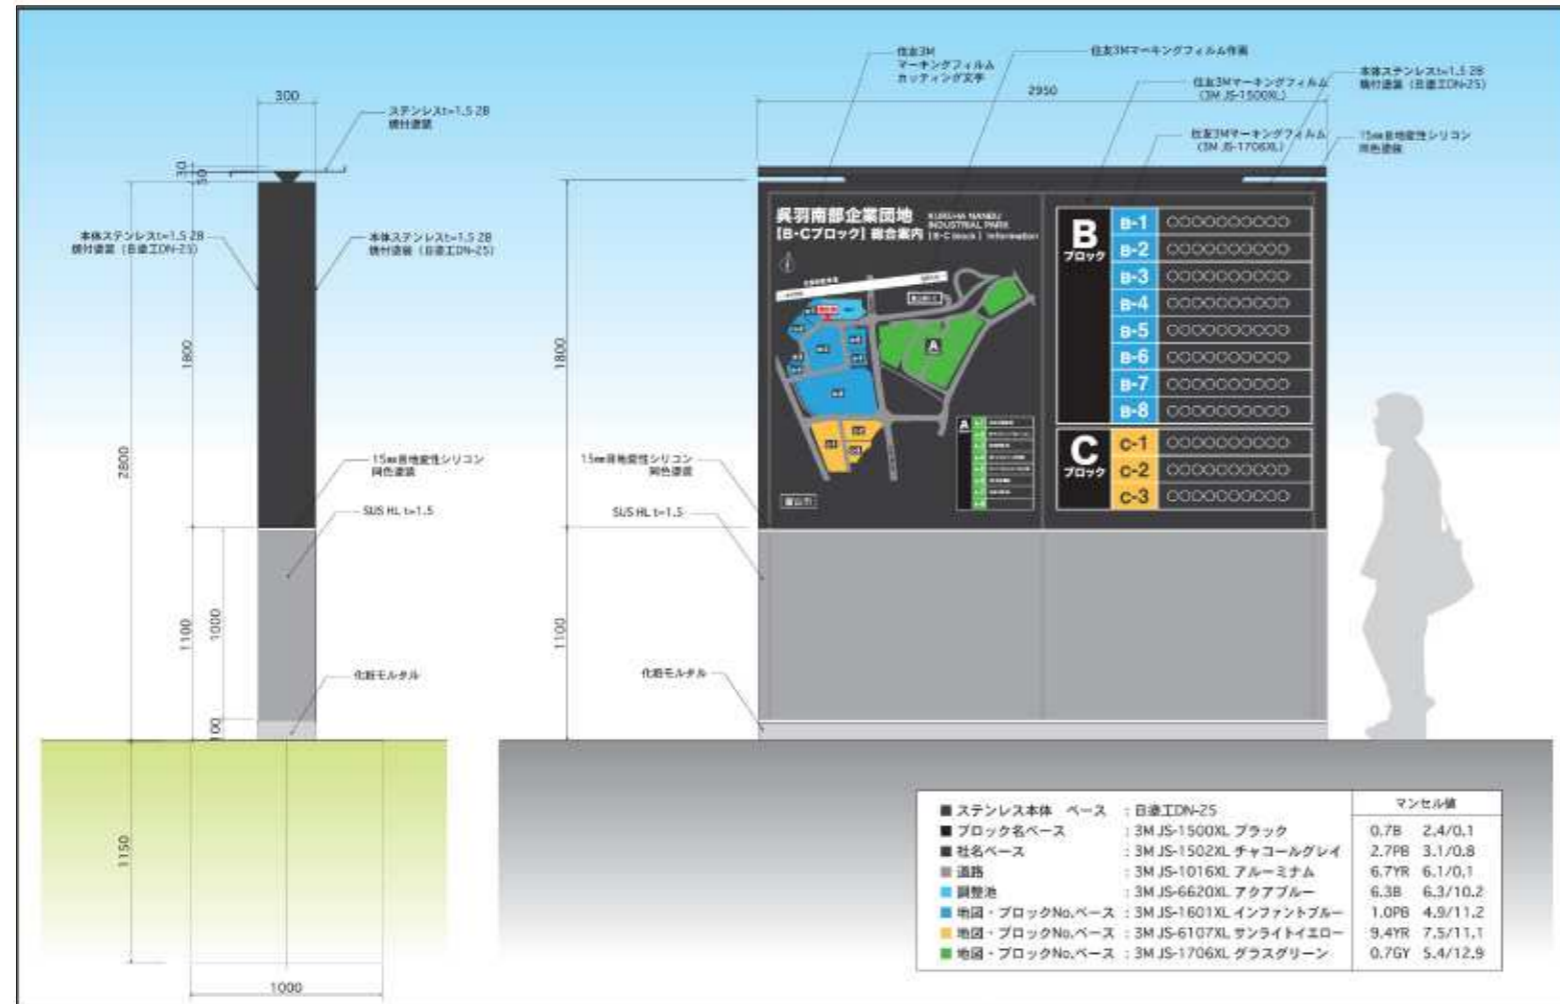 300
ステンレスt=1.5 2B
焼付塗装
30
50
本体ステンレスt=1.5 2B
焼付塗装（日塗工DN-25）
本体ステンレスt=1.5 2B
焼付塗装（日塗工DN-25）
1800
2800
15㎜目地変性シリコン
同色塗装
SUS HL t=1.5
1100
1000
100
化粧モルタル
1150
1000
住友3M
マーキングフィルム
カッティング文字
住友3Mマーキングフィルム作画
2950
住友3Mマーキングフィルム
（3M JS-1500XL）
本体ステンレスt=1.5 2B
焼付塗装（日塗工DN-25）
住友3Mマーキングフィルム
（3M JS-1706XL）
15㎜目地変性シリコン
同色塗装
1800
1100
15㎜目地変性シリコン
同色塗装
SUS HL t=1.5
化粧モルタル
呉羽南部企業団地
KUREHA NANBU
INDUSTRIAL PARK
【B・Cブロック】総合案内
[B-C block] Information
A
A
富山市
B
ブロック
B-1 ○○○○○○○○○○
B-2 ○○○○○○○○○○
B-3 ○○○○○○○○○○
B-4 ○○○○○○○○○○
B-5 ○○○○○○○○○○
B-6 ○○○○○○○○○○
B-7 ○○○○○○○○○○
B-8 ○○○○○○○○○○
C
ブロック
C-1 ○○○○○○○○○○
C-2 ○○○○○○○○○○
C-3 ○○○○○○○○○○
マンセル値
■ステンレス本体 ベース ：日塗工DN-25
■ブロック名ベース ：3M JS-1500XL ブラック 0.7B 2.4/0.1
■社名ベース ：3M JS-1502XL チャコールグレイ 2.7PB 3.1/0.8
■道路 ：3M JS-1016XL アルーミナム 6.7YR 6.1/0.1
■調整池 ：3M JS-6620XL アクアブルー 6.3B 6.3/10.2
■地図・ブロックNo.ベース ：3M JS-1601XL インファントブルー 1.0PB 4.9/11.2
■地図・ブロックNo.ベース ：3M JS-6107XL サンライトイエロー 9.4YR 7.5/11.1
■地図・ブロックNo.ベース ：3M JS-1706XL グラスグリーン 0.7GY 5.4/12.9